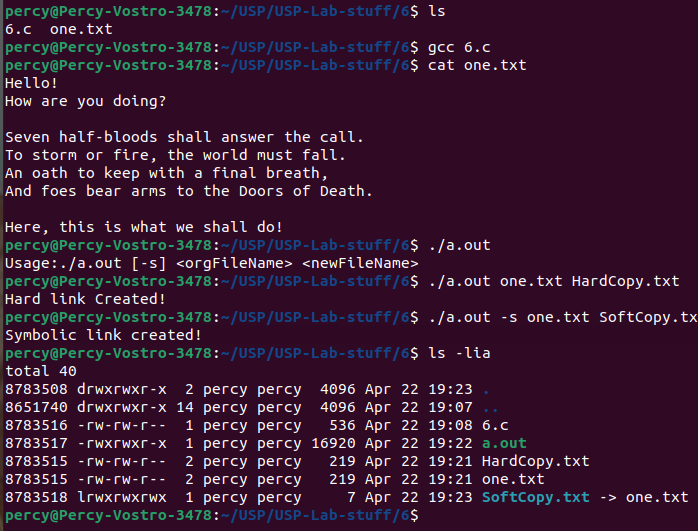 percy@Percy-Vostro-3478:~/USP/USP-Lab-stuff/6$ ls
6.c  one.txt
percy@Percy-Vostro-3478:~/USP/USP-Lab-stuff/6$ gcc 6.c
percy@Percy-Vostro-3478:~/USP/USP-Lab-stuff/6$ cat one.txt
Hello!
How are you doing?

Seven half-bloods shall answer the call.
To storm or fire, the world must fall.
An oath to keep with a final breath,
And foes bear arms to the Doors of Death.

Here, this is what we shall do!
percy@Percy-Vostro-3478:~/USP/USP-Lab-stuff/6$ ./a.out
Usage:./a.out [-s] <orgFileName> <newFileName>
percy@Percy-Vostro-3478:~/USP/USP-Lab-stuff/6$ ./a.out one.txt HardCopy.txt
Hard link Created!
percy@Percy-Vostro-3478:~/USP/USP-Lab-stuff/6$ ./a.out -s one.txt SoftCopy.tx
Symbolic link created!
percy@Percy-Vostro-3478:~/USP/USP-Lab-stuff/6$ ls -lia
total 40
8783508 drwxrwxr-x  2 percy percy  4096 Apr 22 19:23 .
8651740 drwxrwxr-x 14 percy percy  4096 Apr 22 19:07 ..
8783516 -rw-rw-r--  1 percy percy   536 Apr 22 19:08 6.c
8783517 -rwxrwxr-x  1 percy percy 16920 Apr 22 19:22 a.out
8783515 -rw-rw-r--  2 percy percy   219 Apr 22 19:21 HardCopy.txt
8783515 -rw-rw-r--  2 percy percy   219 Apr 22 19:21 one.txt
8783518 lrwxrwxrwx  1 percy percy     7 Apr 22 19:23 SoftCopy.txt -> one.txt
percy@Percy-Vostro-3478:~/USP/USP-Lab-stuff/6$